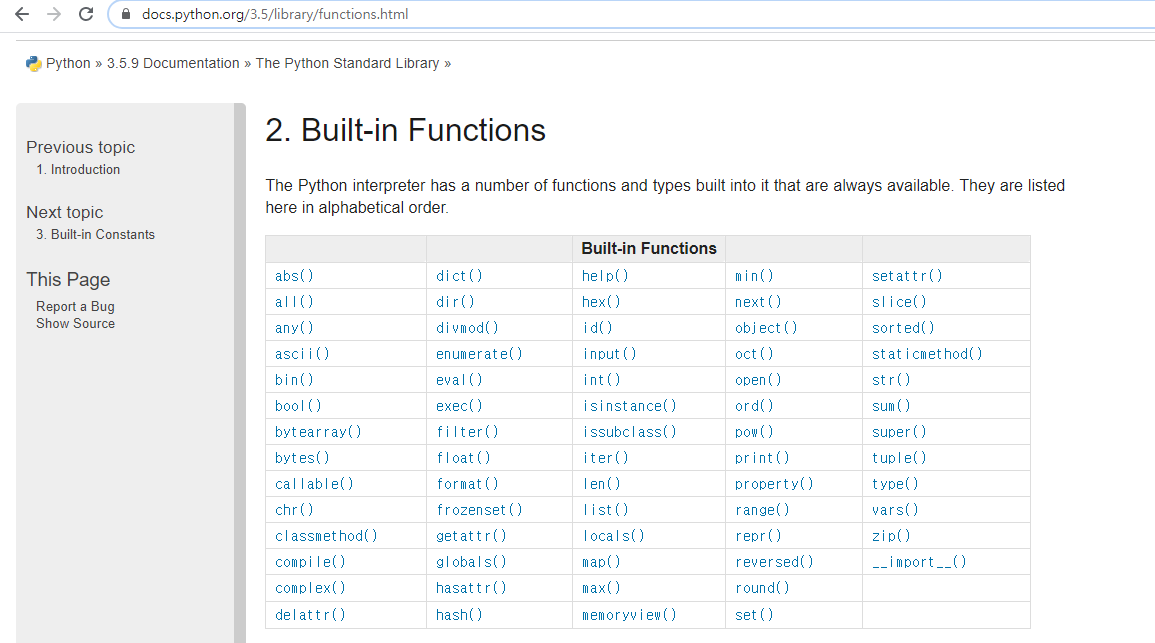 docs.python.org/3.5/library/functions.html
Python » 3.5.9 Documentation » The Python Standard Library »
Previous topic
1. Introduction
Next topic
3. Built-in Constants
This Page
Report a Bug
Show Source
2. Built-in Functions
The Python interpreter has a number of functions and types built into it that are always available. They are listed
here in alphabetical order.
Built-in Functions
abs() dict() help() min() setattr()
all() dir() hex() next() slice()
any() divmod() id() object() sorted()
ascii() enumerate() input() oct() staticmethod()
bin() eval() int() open() str()
bool() exec() isinstance() ord() sum()
bytearray() filter() issubclass() pow() super()
bytes() float() iter() print() tuple()
callable() format() len() property() type()
chr() frozenset() list() range() vars()
classmethod() getattr() locals() repr() zip()
compile() globals() map() reversed() __import__()
complex() hasattr() max() round()
delattr() hash() memoryview() set()